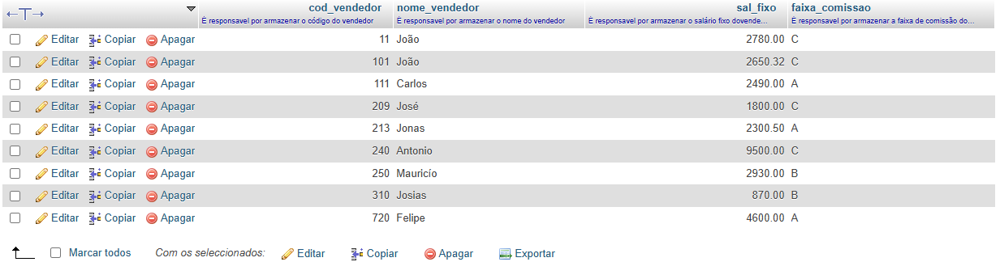 cod_vendedor nome_vendedor sal_fixo faixa_comissao
È responsavel por armazenar o código do vendedor È responsavel por armazenar o nome do vendedor È responsavel por armazenar o salário fixo dovende... È responsavel por armazenar a faixa de comissão do...
Editar Copiar Apagar 11 João 2780.00 C
Editar Copiar Apagar 101 João 2650.32 C
Editar Copiar Apagar 111 Carlos 2490.00 A
Editar Copiar Apagar 209 José 1800.00 C
Editar Copiar Apagar 213 Jonas 2300.50 A
Editar Copiar Apagar 240 Antonio 9500.00 C
Editar Copiar Apagar 250 Mauricío 2930.00 B
Editar Copiar Apagar 310 Josias 870.00 B
Editar Copiar Apagar 720 Felipe 4600.00 A
Marcar todos Com os seleccionados: Editar Copiar Apagar Exportar